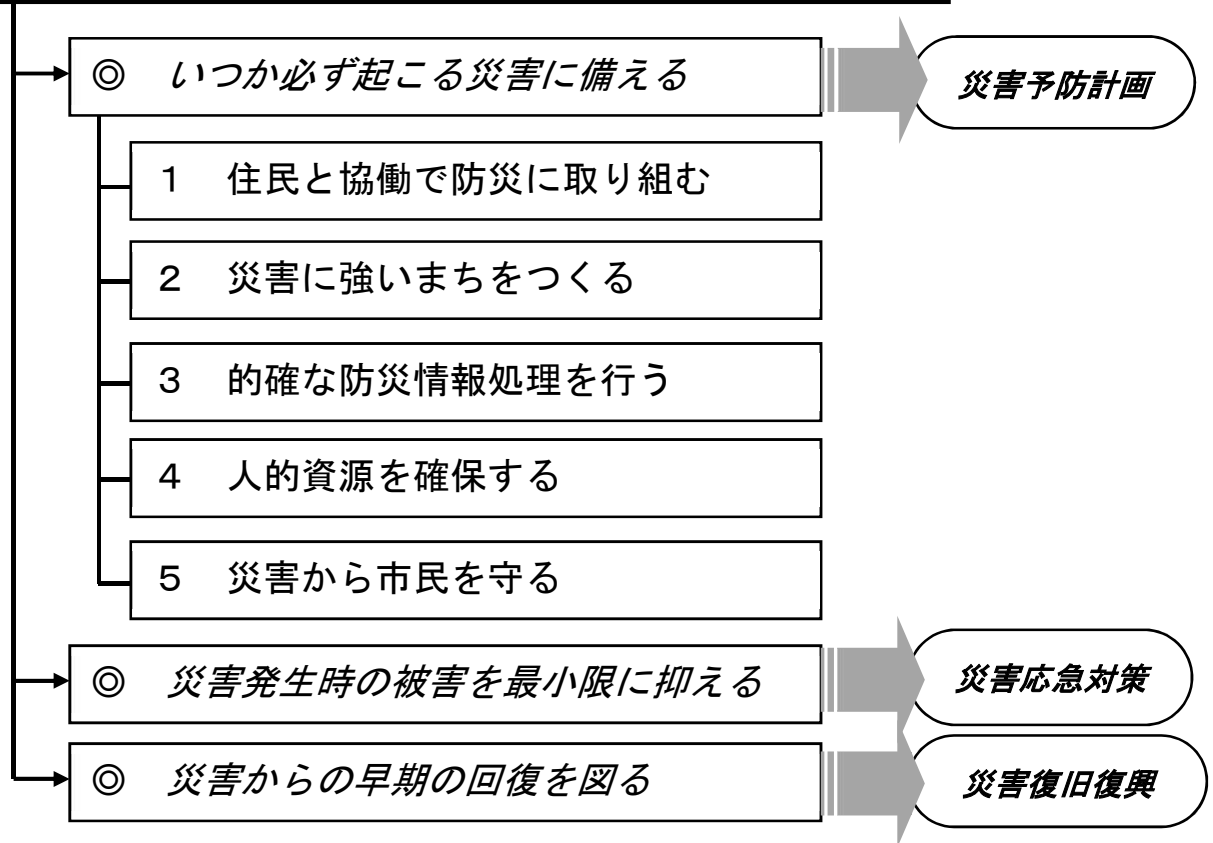 ◎ いつか必ず起こる災害に備える
災害予防計画
１ 住民と協働で防災に取り組む
２ 災害に強いまちをつくる
３ 的確な防災情報処理を行う
４ 人的資源を確保する
５ 災害から市民を守る
◎ 災害発生時の被害を最小限に抑える
災害応急対策
◎ 災害からの早期の回復を図る
災害復旧復興